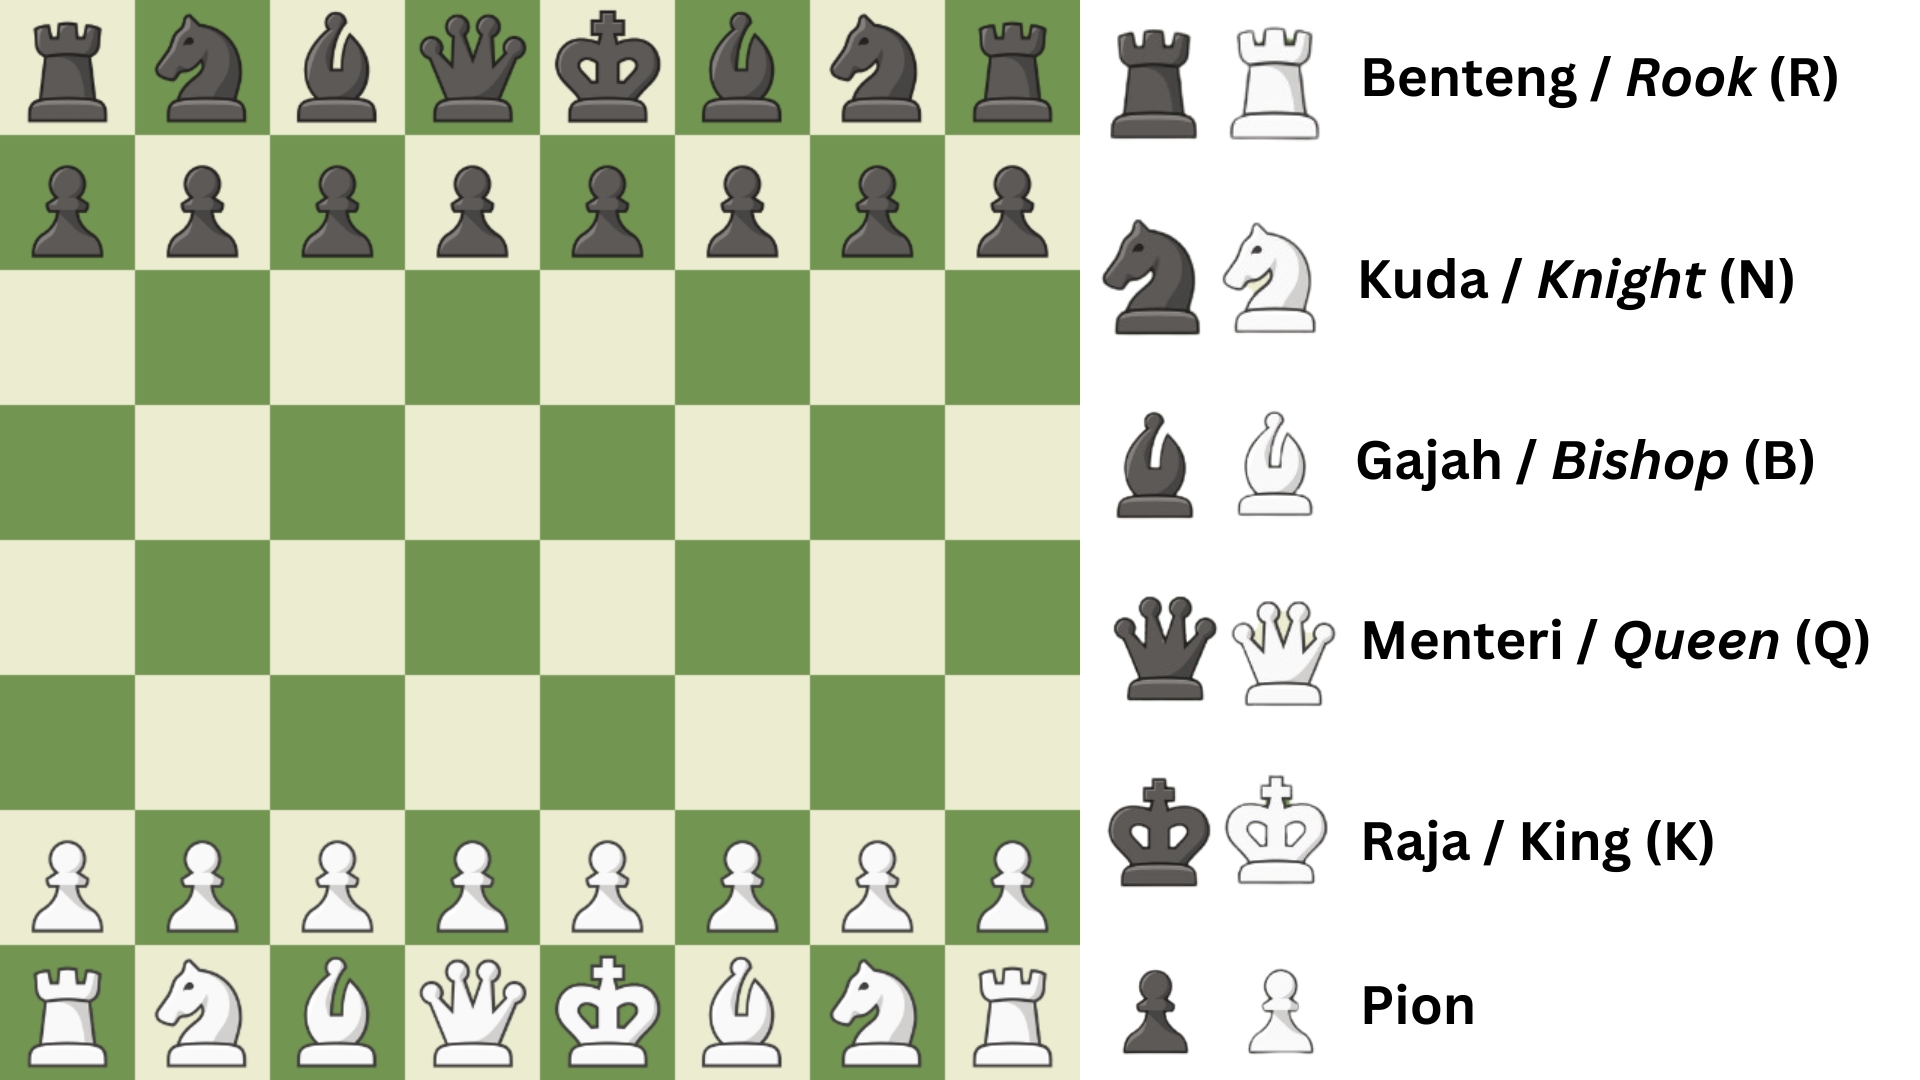 Benteng / Rook (R)
Kuda / Knight (N)
Gajah / Bishop (B)
Menteri / Queen (Q)
Raja / King (K)
Pion